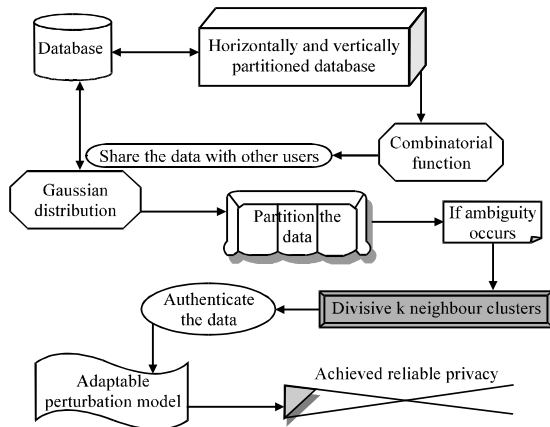 Database
Horizontally and vertically
partitioned database
Combinatorial
function
Share the data with other users
Gaussian
distribution
Partition the
data
If ambiguity
occurs
Divisive k neighbour clusters
Authenticate
the data
Adaptable
perturbation model
Achieved reliable privacy